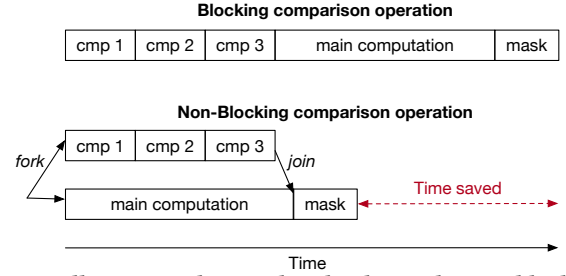 Blocking comparison operation
cmp 1 cmp 2 cmp 3 main computation mask
Non-Blocking comparison operation
cmp 1 cmp 2 cmp 3
fork join
main computation mask Time saved
Time